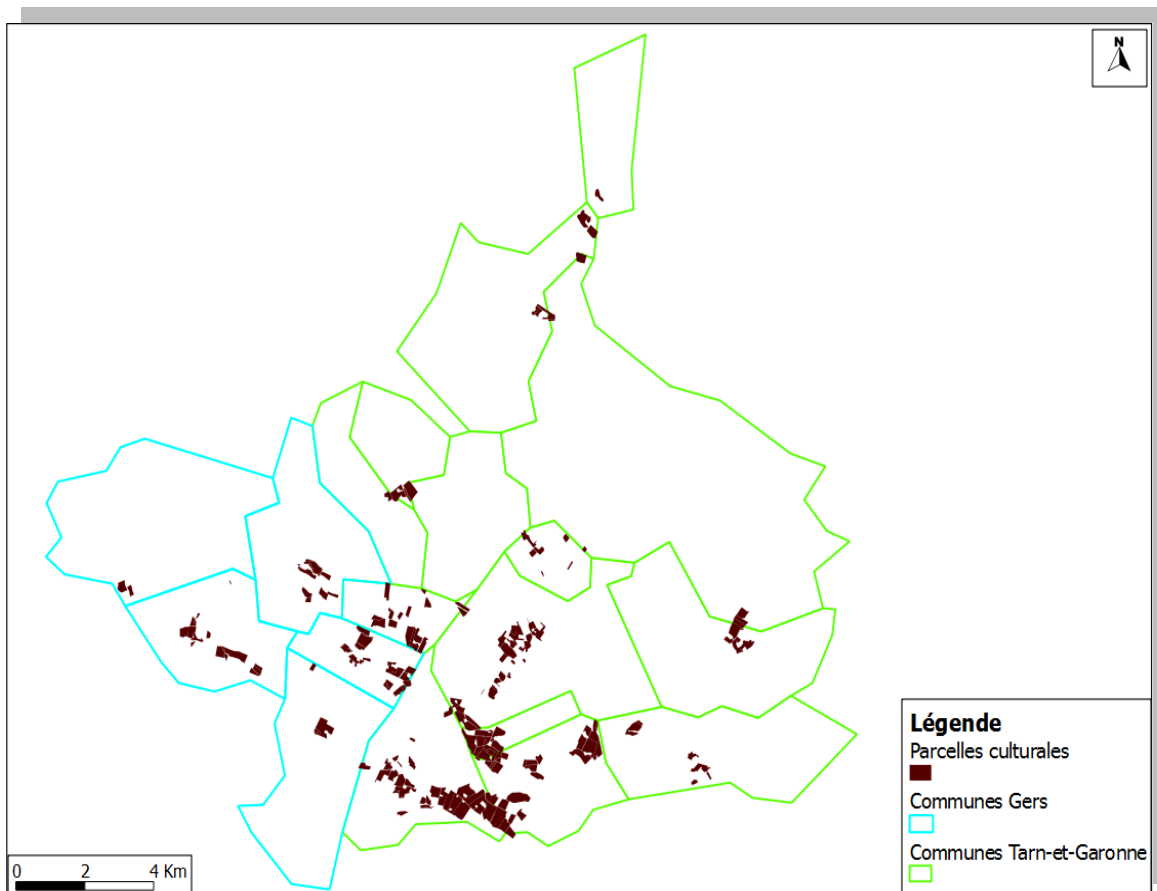 N
Légende
Parcelles culturales
Communes Gers
Communes Tarn-et-Garonne
0 2 4 Km